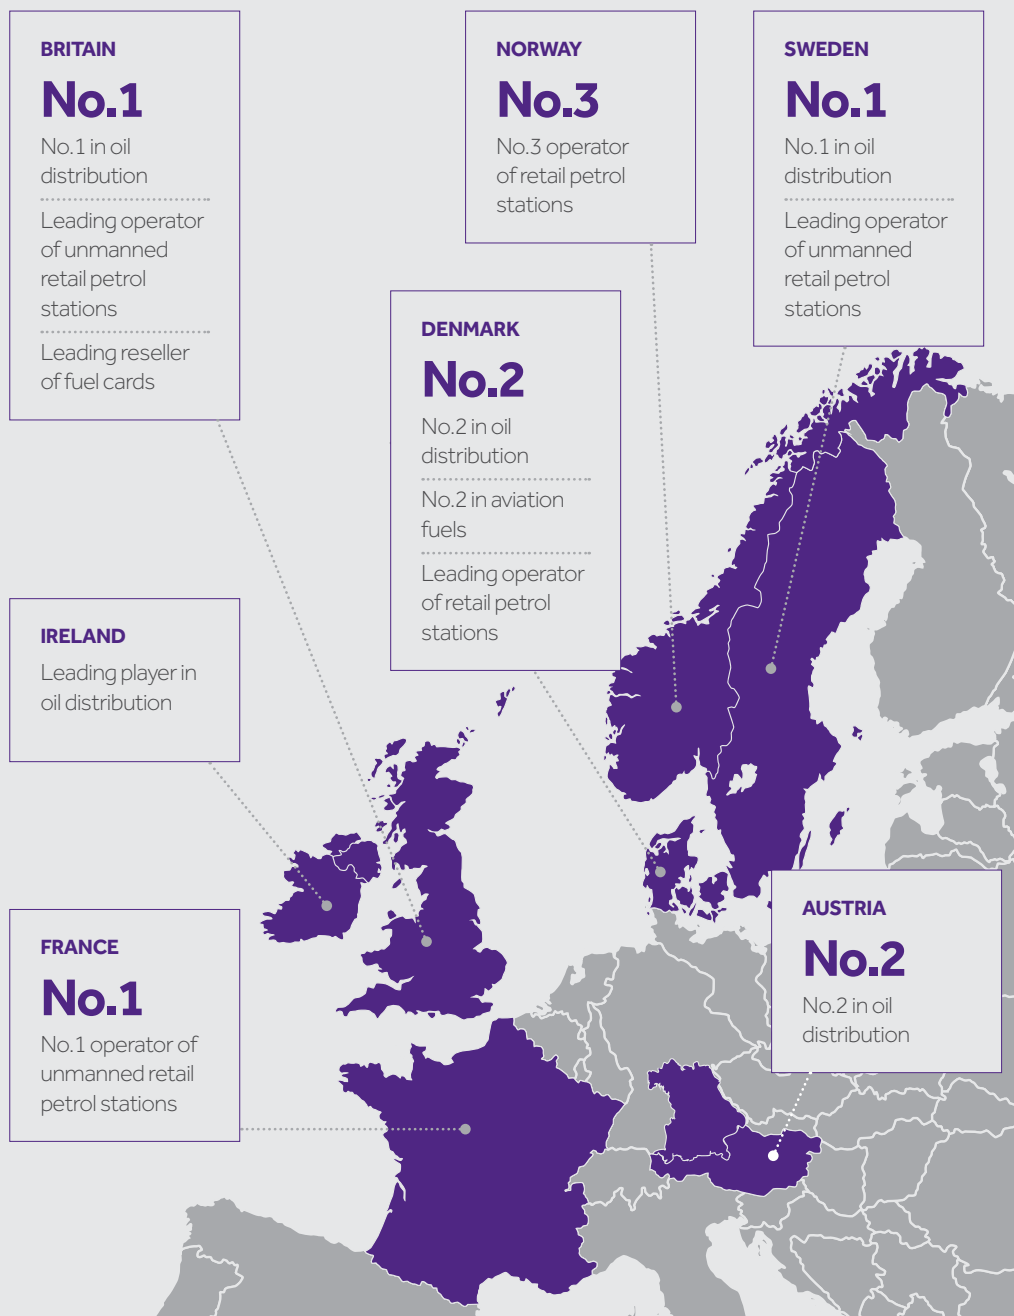 BRITAIN
No.1
No.1 in oil
distribution
Leading operator
of unmanned
retail petrol
stations
Leading reseller
of fuel cards
NORWAY
No.3
No.3 operator
of retail petrol
stations
SWEDEN
No.1
No.1 in oil
distribution
Leading operator
of unmanned
retail petrol
stations
DENMARK
No.2
No.2 in oil
distribution
No.2 in aviation
fuels
Leading operator
of retail petrol
stations
IRELAND
Leading player in
oil distribution
FRANCE
No.1
No.1 operator of
unmanned retail
petrol stations
AUSTRIA
No.2
No.2 in oil
distribution